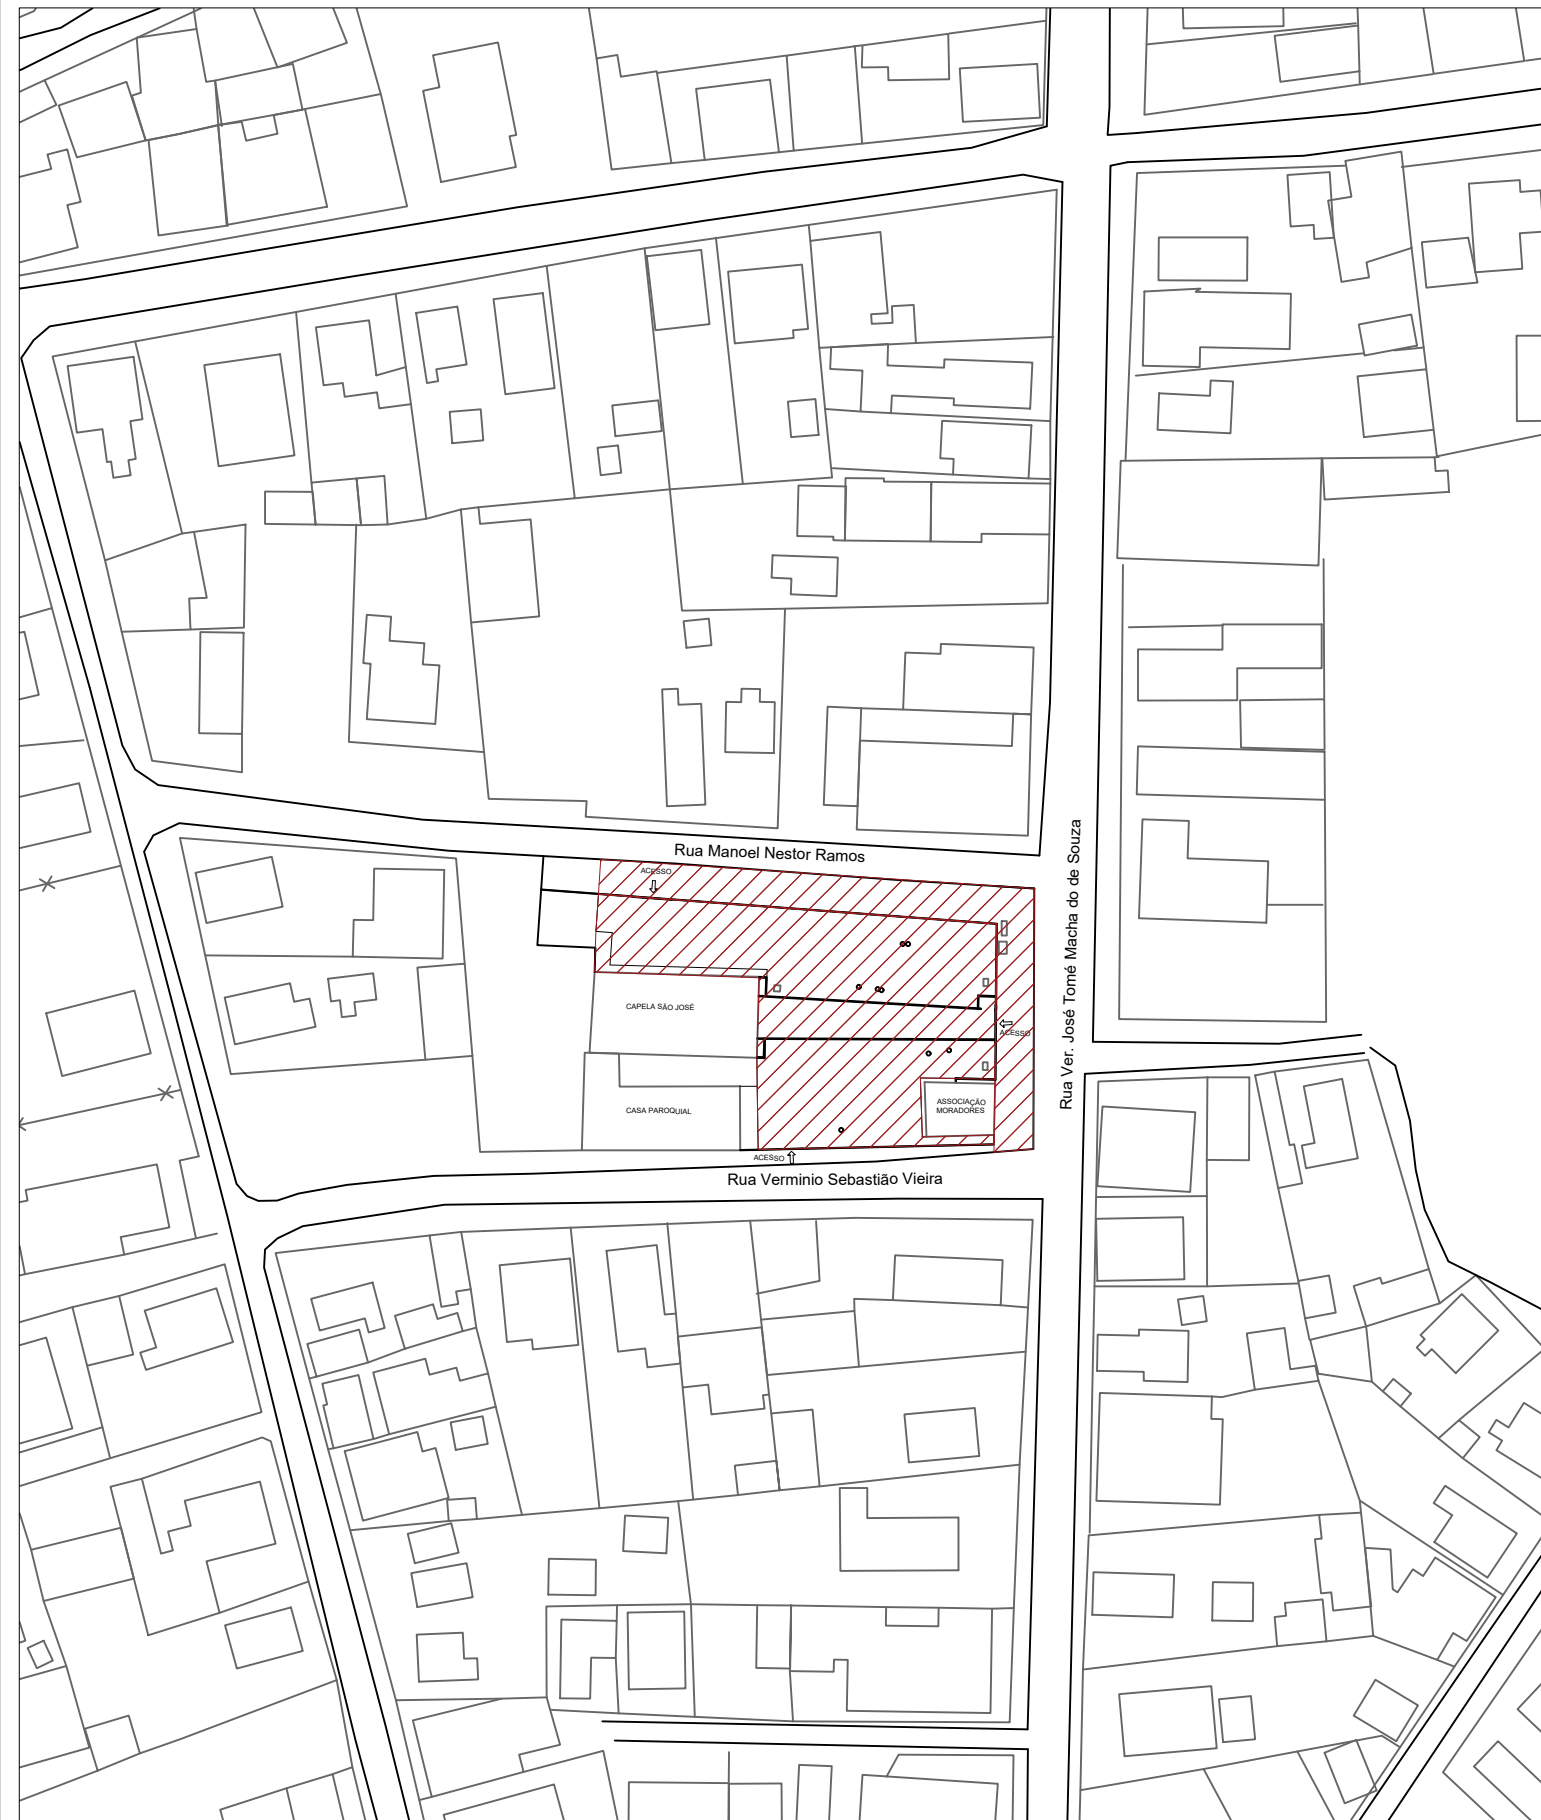 Rua Manoel Nestor Ramos
ACESSO
Rua Ver. José Tomé Macha do de Souza
CAPELA SÃO JOSÉ
ACESSO
ASSOCIAÇÃO
MORADORES
CASA PAROQUIAL
ACESSO
Rua Verminio Sebastião Vieira